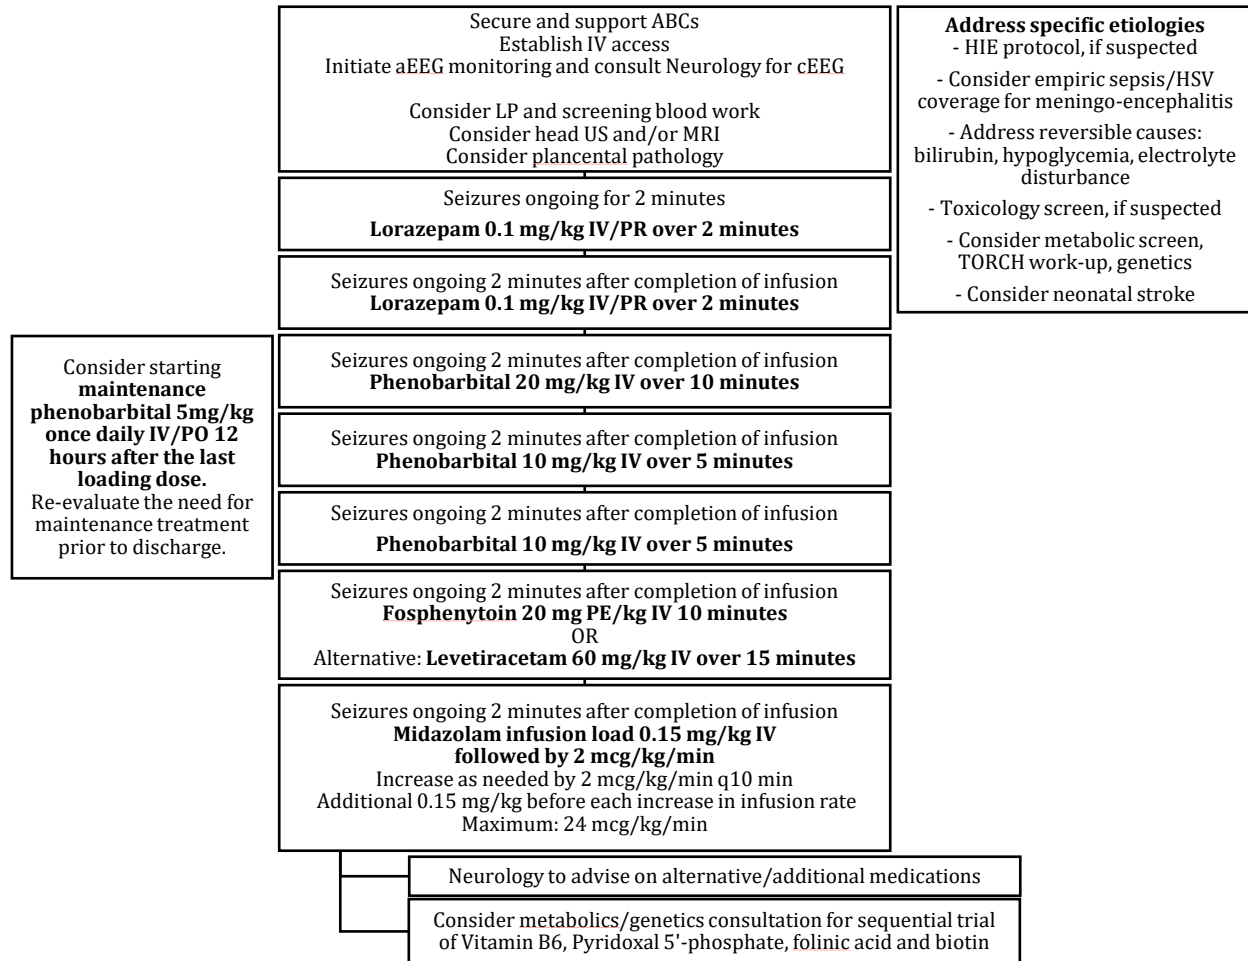 Secure and support ABCs
Establish IV access
Initiate aEEG monitoring and consult Neurology for cEEG
Consider LP and screening blood work
Consider head US and/or MRI
Consider plancental pathology
Address specific etiologies
- HIE protocol, if suspected
- Consider empiric sepsis/HSV
coverage for meningo-encephalitis
- Address reversible causes:
bilirubin, hypoglycemia, electrolyte
disturbance
- Toxicology screen, if suspected
- Consider metabolic screen,
TORCH work-up, genetics
- Consider neonatal stroke
Seizures ongoing for 2 minutes
Lorazepam 0.1 mg/kg IV/PR over 2 minutes
Seizures ongoing 2 minutes after completion of infusion
Lorazepam 0.1 mg/kg IV/PR over 2 minutes
Seizures ongoing 2 minutes after completion of infusion
Phenobarbital 20 mg/kg IV over 10 minutes
Seizures ongoing 2 minutes after completion of infusion
Phenobarbital 10 mg/kg IV over 5 minutes
Seizures ongoing 2 minutes after completion of infusion
Phenobarbital 10 mg/kg IV over 5 minutes
Consider starting
maintenance
phenobarbital 5mg/kg
once daily IV/PO 12
hours after the last
loading dose.
Re-evaluate the need for
maintenance treatment
prior to discharge.
Seizures ongoing 2 minutes after completion of infusion
Fosphenytoin 20 mg PE/kg IV 10 minutes
OR
Alternative: Levetiracetam 60 mg/kg IV over 15 minutes
Seizures ongoing 2 minutes after completion of infusion
Midazolam infusion load 0.15 mg/kg IV
followed by 2 mcg/kg/min
Increase as needed by 2 mcg/kg/min q10 min
Additional 0.15 mg/kg before each increase in infusion rate
Maximum: 24 mcg/kg/min
Neurology to advise on alternative/additional medications
Consider metabolics/genetics consultation for sequential trial
of Vitamin B6, Pyridoxal 5'-phosphate, folinic acid and biotin